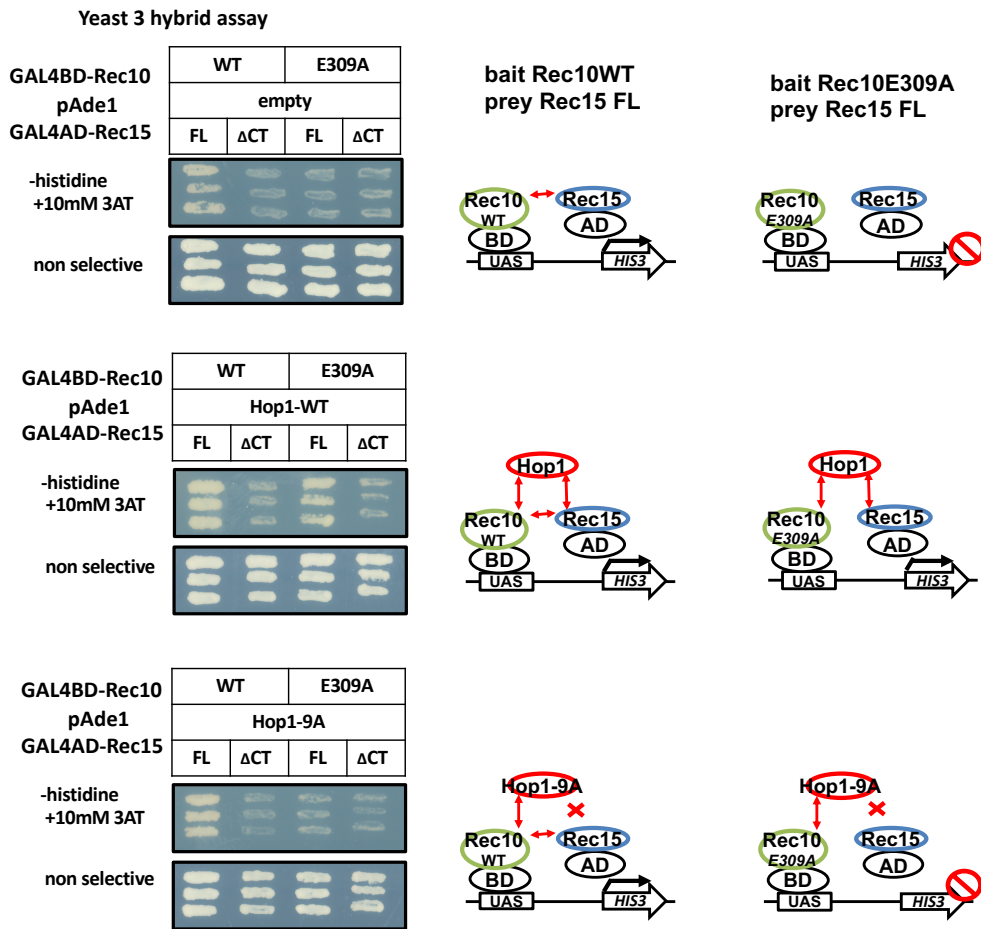 Yeast 3 hybrid assay
GAL4BD-Rec10
pAde1
GAL4AD-Rec15
WT E309A
empty
FL ΔCT FL ΔCT
-histidine
+10mM 3AT
non selective
bait Rec10WT
prey Rec15 FL
Rec10
WT
BD
UAS
Rec15
AD
HIS3
bait Rec10E309A
prey Rec15 FL
Rec10
E309A
BD
UAS
Rec15
AD
HIS3
GAL4BD-Rec10
pAde1
GAL4AD-Rec15
WT E309A
Hop1-WT
FL ΔCT FL ΔCT
-histidine
+10mM 3AT
non selective
Hop1
Rec10
WT
BD
UAS
Rec15
AD
HIS3
Hop1
Rec10
E309A
BD
UAS
Rec15
AD
HIS3
GAL4BD-Rec10
pAde1
GAL4AD-Rec15
WT E309A
Hop1-9A
FL ΔCT FL ΔCT
-histidine
+10mM 3AT
non selective
Hop1-9A
Rec10
WT
BD
UAS
Rec15
AD
HIS3
Hop1-9A
Rec10
E309A
BD
UAS
Rec15
AD
HIS3